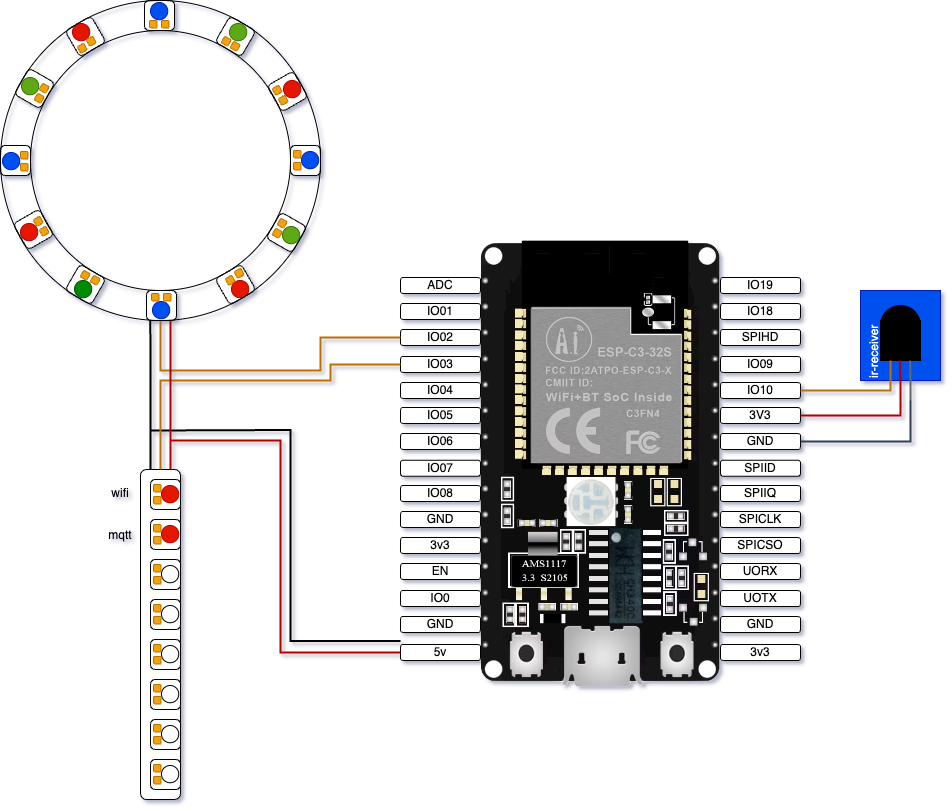 ADC
IO01
IO02
IO03
IO04
IO05
IO06
IO07
IO08
GND
3v3
EN
IO0
GND
5v
wifi
mqtt
A.i
ESP-C3-32S
FCC ID:2ATPO-ESP-C3-X
CMIIT ID:
WiFi+BT SoC Inside
C3FN4
CE
FC
AMS1117
3.3 S2105
IO19
IO18
SPIHD
IO09
IO10
3V3
GND
SPIID
SPIIQ
SPICLK
SPICSO
UORX
UOTX
GND
3v3
ir-receiver